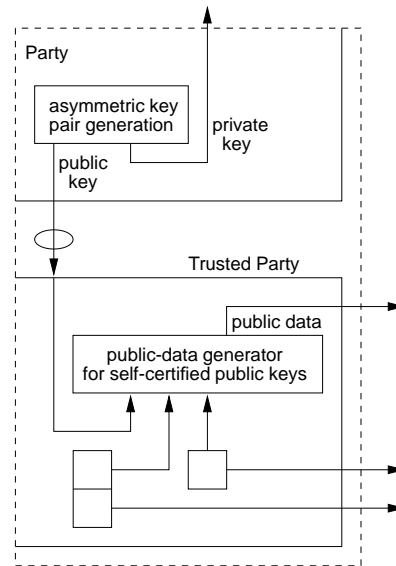 Party
asymmetric key
pair generation
private
key
public
key
Trusted Party
public data
public-data generator
for self-certified public keys